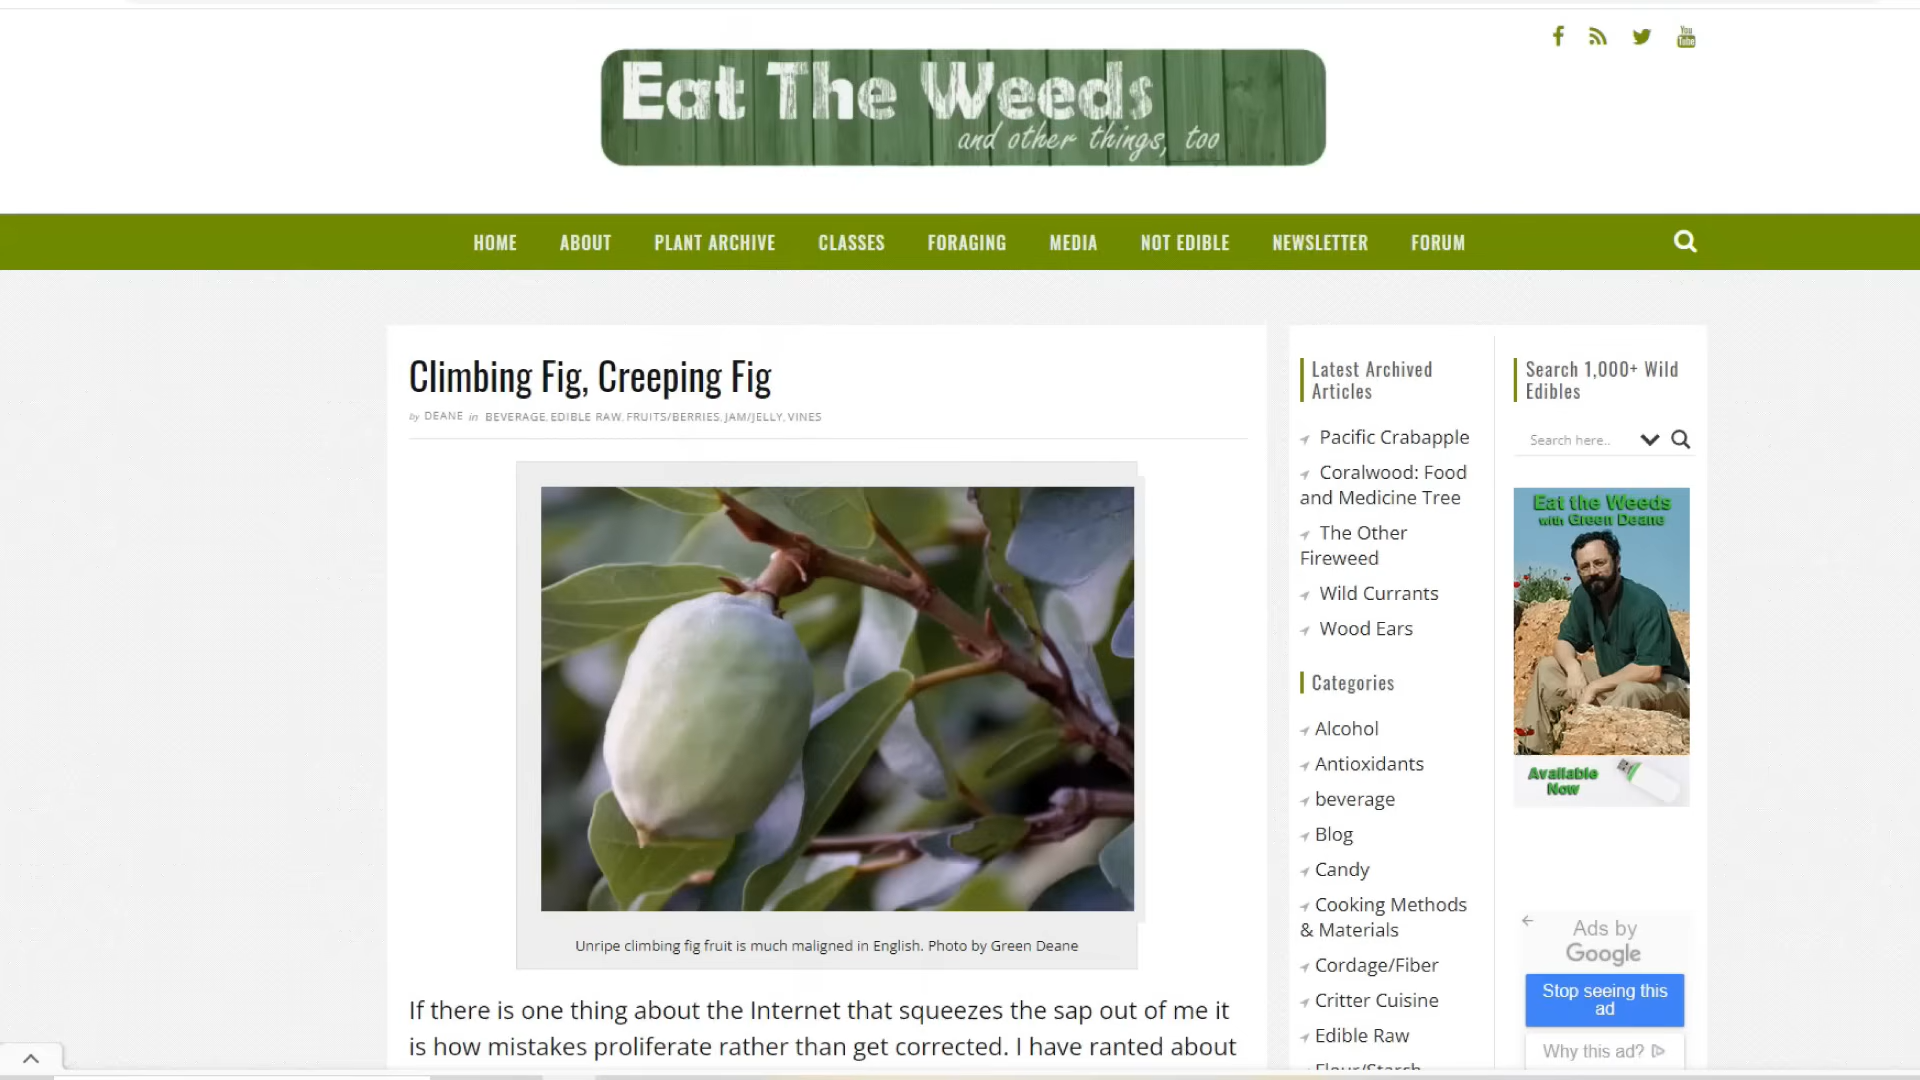 You
Tube
Eat The Weeds
and other things, too
HOME ABOUT PLANT ARCHIVE CLASSES FORAGING MEDIA NOT EDIBLE NEWSLETTER FORUM
Climbing Fig, Creeping Fig
by DEANE in BEVERAGE, EDIBLE RAW, FRUITS/BERRIES, JAM/JELLY, VINES
Unripe climbing fig fruit is much maligned in English. Photo by Green Deane
If there is one thing about the Internet that squeezes the sap out of me it
is how mistakes proliferate rather than get corrected. I have ranted about
Latest Archived
Articles
Pacific Crabapple
Coralwood: Food
and Medicine Tree
The Other
Fireweed
Wild Currants
Wood Ears
Categories
Alcohol
Antioxidants
beverage
Blog
Candy
Cooking Methods
& Materials
Cordage/Fiber
Critter Cuisine
Edible Raw
Flour/Starch
Search 1,000+ Wild
Edibles
Search here..
Eat the Weeds
with Green Deane
Available
Now
Ads by
Google
Stop seeing this
ad
Why this ad?